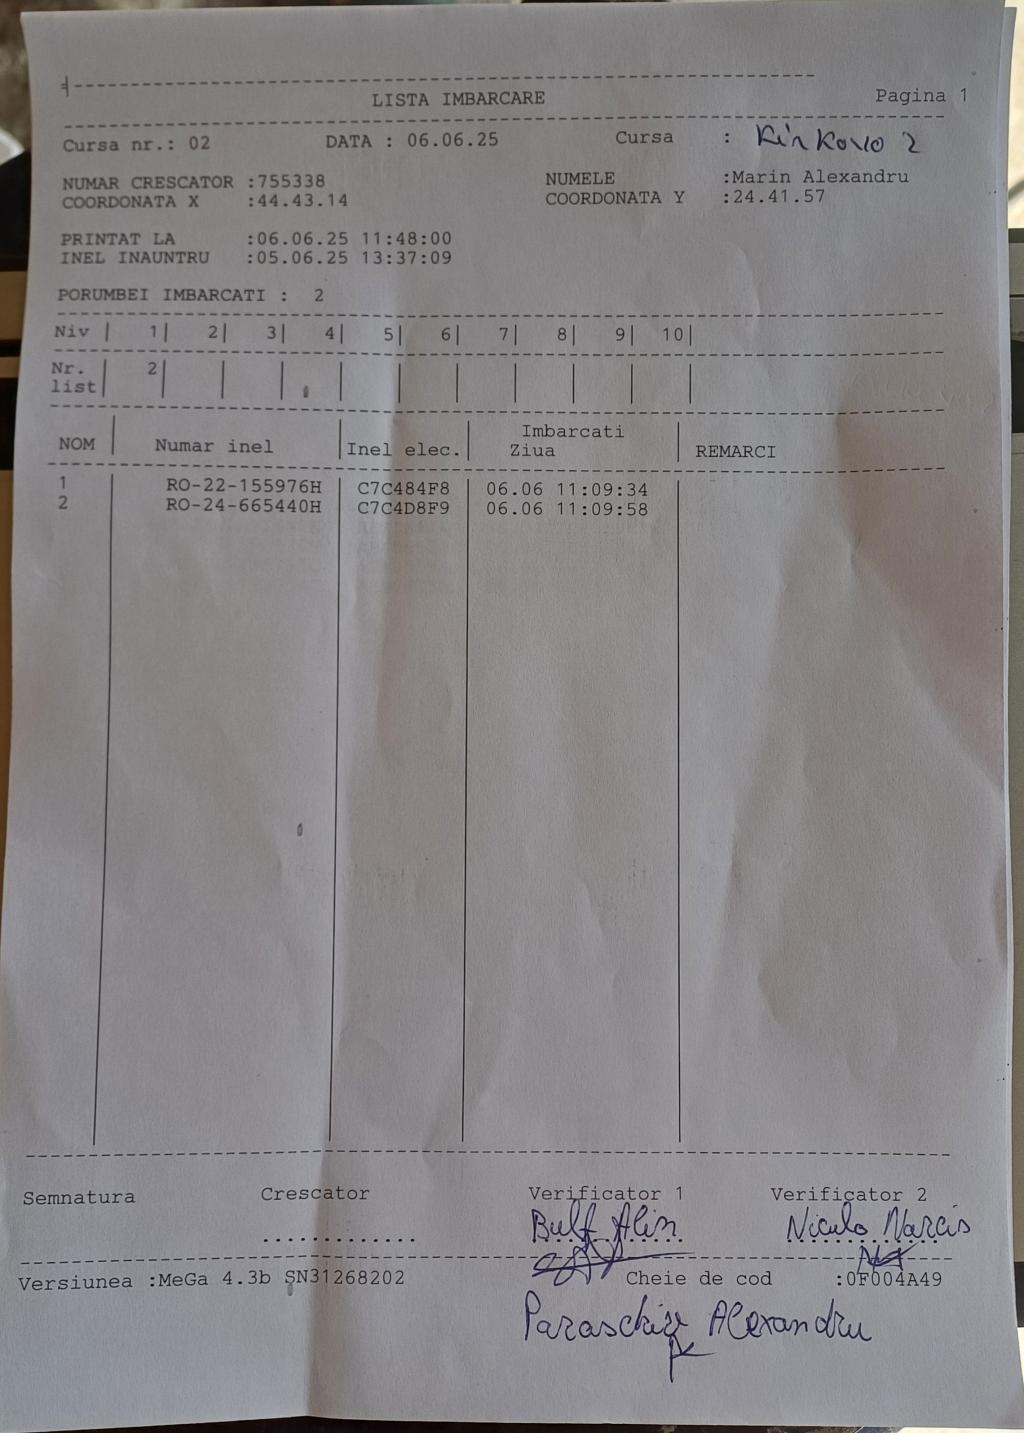 LISTA IMBARCARE Pagina 1
Cursa nr.: 02 DATA : 06.06.25 Cursa : Kirkovo 2
NUMAR CRESCATOR :755338 NUMELE :Marin Alexandru
COORDONATA X :44.43.14 COORDONATA Y :24.41.57
PRINTAT LA :06.06.25 11:48:00
INEL INAUNTRU :05.06.25 13:37:09
PORUMBEI IMBARCATI : 2
Niv | 1| 2| 3| 4| 5| 6| 7| 8| 9| 10|
Nr. 2|
list
NOM Numar inel Inel elec. Imbarcati Ziua REMARCI
1 RO-22-155976H C7C484F8 06.06 11:09:34
2 RO-24-665440H C7C4D8F9 06.06 11:09:58
Semnatura Crescator Verificator 1 Verificator 2
............. Bulf Alin Niculo Narcis
Versiunea :MeGa 4.3b SN31268202 Cheie de cod :0F004A49
Paraschiv Alexandru